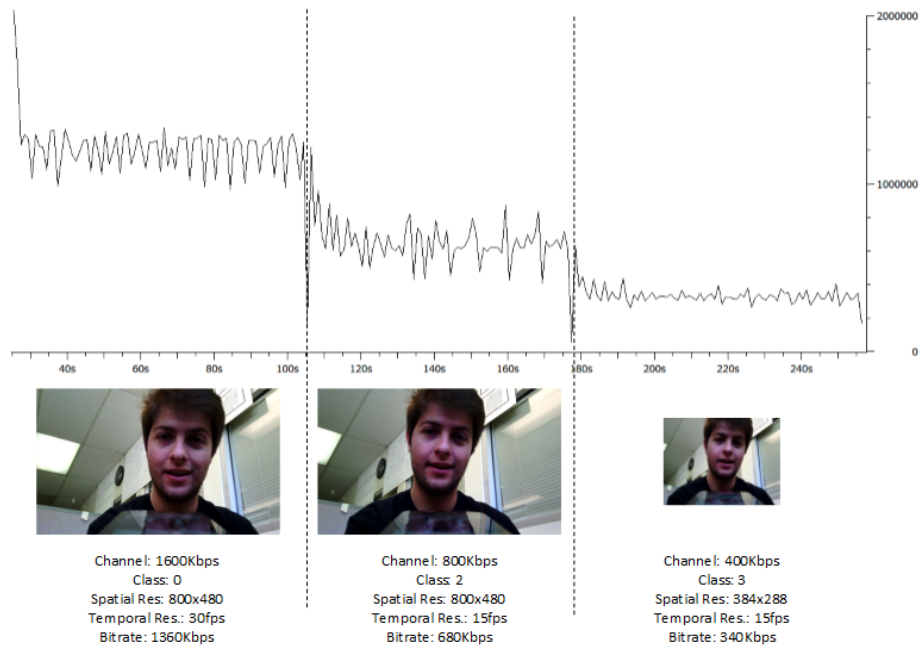 2000000
1000000
0
40s 60s 80s 100s 120s 140s 160s 180s 200s 220s 240s
Channel: 1600Kbps
Class: 0
Spatial Res: 800x480
Temporal Res.: 30fps
Bitrate: 1360Kbps
Channel: 800Kbps
Class: 2
Spatial Res: 800x480
Temporal Res.: 15fps
Bitrate: 680Kbps
Channel: 400Kbps
Class: 3
Spatial Res: 384x288
Temporal Res.: 15fps
Bitrate: 340Kbps